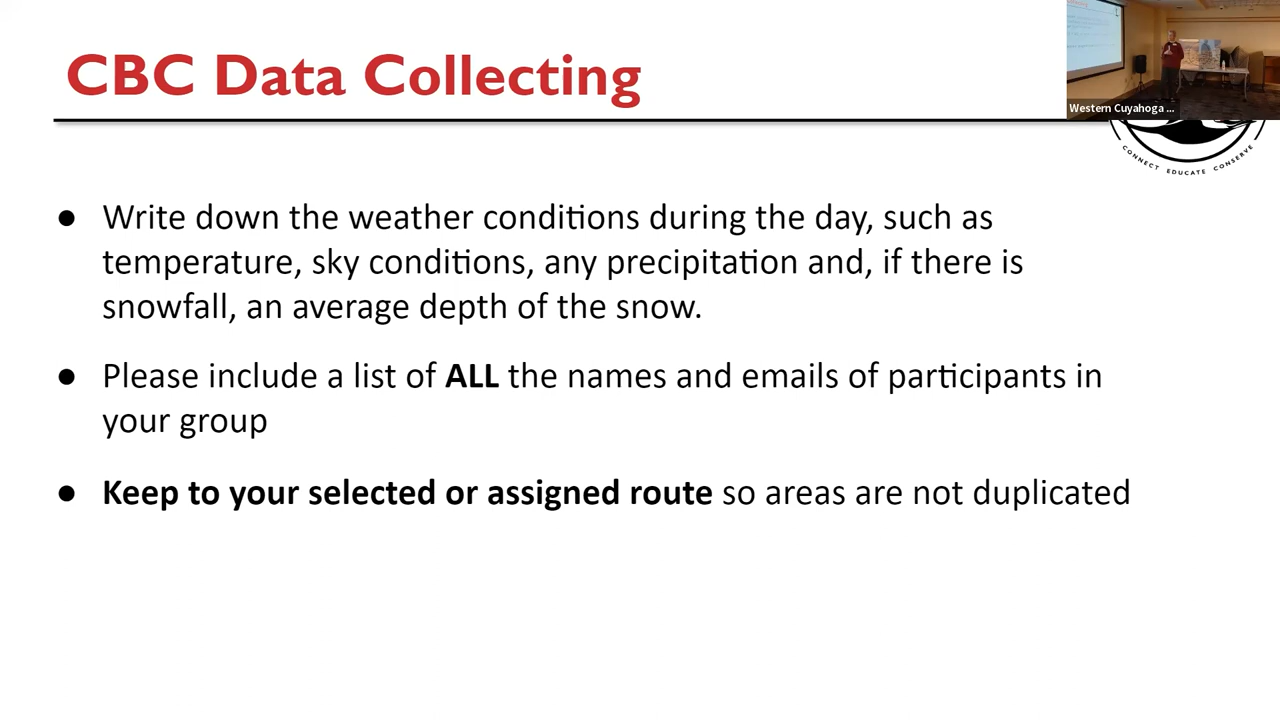 CBC Data Collecting
Western Cuyahoga ...
CONNECT EDUCATE CONSERVE
● Write down the weather conditions during the day, such as
temperature, sky conditions, any precipitation and, if there is
snowfall, an average depth of the snow.
● Please include a list of ALL the names and emails of participants in
your group
● Keep to your selected or assigned route so areas are not duplicated